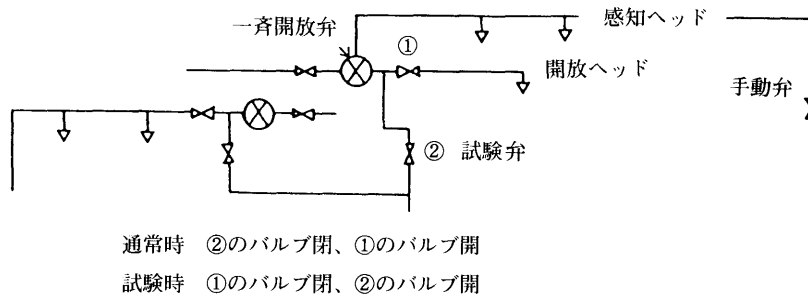 感知ヘッド
一斉開放弁
①
開放ヘッド
手動弁
② 試験弁
通常時 ②のバルブ閉、①のバルブ開
試験時 ①のバルブ閉、②のバルブ開